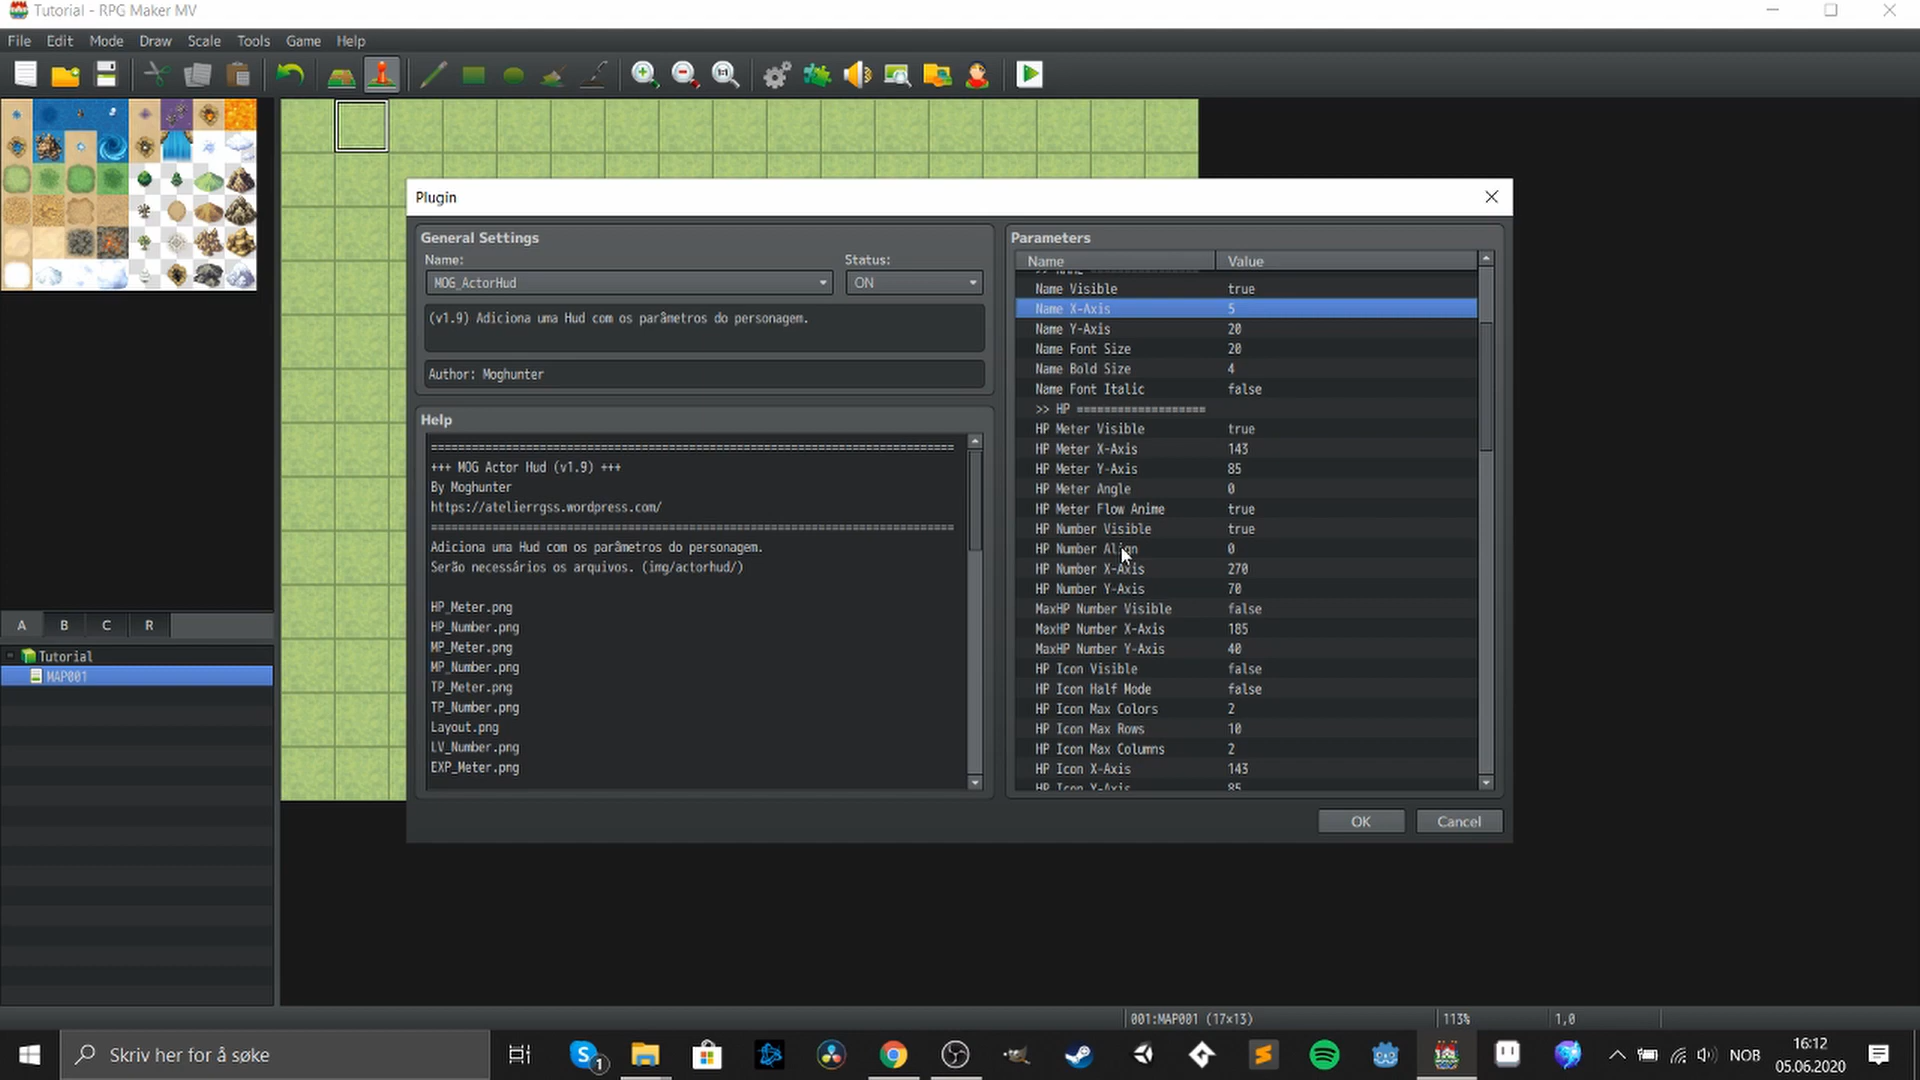 Tutorial - RPG Maker MV
File Edit Mode Draw Scale Tools Game Help
Plugin
General Settings
Name:
Status:
MOG_ActorHud
ON
(v1.9) Adiciona uma Hud com os parâmetros do personagem.
Author: Moghunter
Help
==============================================================================
+++ MOG Actor Hud (v1.9) +++
By Moghunter
https://atelierrgss.wordpress.com/
==============================================================================
Adiciona uma Hud com os parâmetros do personagem.
Serão necessários os arquivos. (img/actorhud/)
HP_Meter.png
HP_Number.png
MP_Meter.png
MP_Number.png
TP_Meter.png
TP_Number.png
Layout.png
LV_Number.png
EXP_Meter.png
Parameters
Name Value
>> NAME ================
Name Visible true
Name X-Axis 5
Name Y-Axis 20
Name Font Size 20
Name Bold Size 4
Name Font Italic false
>> HP ===================
HP Meter Visible true
HP Meter X-Axis 143
HP Meter Y-Axis 85
HP Meter Angle 0
HP Meter Flow Anime true
HP Number Visible true
HP Number Align 0
HP Number X-Axis 270
HP Number Y-Axis 70
MaxHP Number Visible false
MaxHP Number X-Axis 185
MaxHP Number Y-Axis 40
HP Icon Visible false
HP Icon Half Mode false
HP Icon Max Colors 2
HP Icon Max Rows 10
HP Icon Max Columns 2
HP Icon X-Axis 143
HP Icon Y-Axis 85
OK Cancel
A B C R
Tutorial
MAP001
001:MAP001 (17×13) 113% 1,0
Skriv her for å søke
1
NOB
16:12
05.06.2020